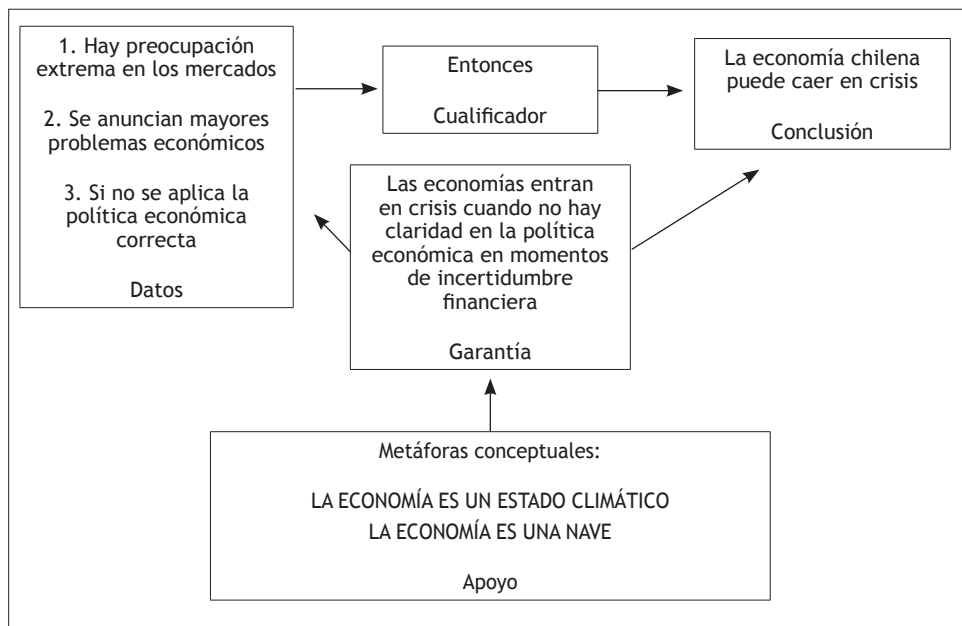 1. Hay preocupación
extrema en los mercados
2. Se anuncian mayores
problemas económicos
3. Si no se aplica la
política económica
correcta
Datos
Entonces
Cualificador
La economía chilena
puede caer en crisis
Conclusión
Las economías entran
en crisis cuando no hay
claridad en la política
económica en momentos
de incertidumbre
financiera
Garantía
Metáforas conceptuales:
LA ECONOMÍA ES UN ESTADO CLIMÁTICO
LA ECONOMÍA ES UNA NAVE
Apoyo